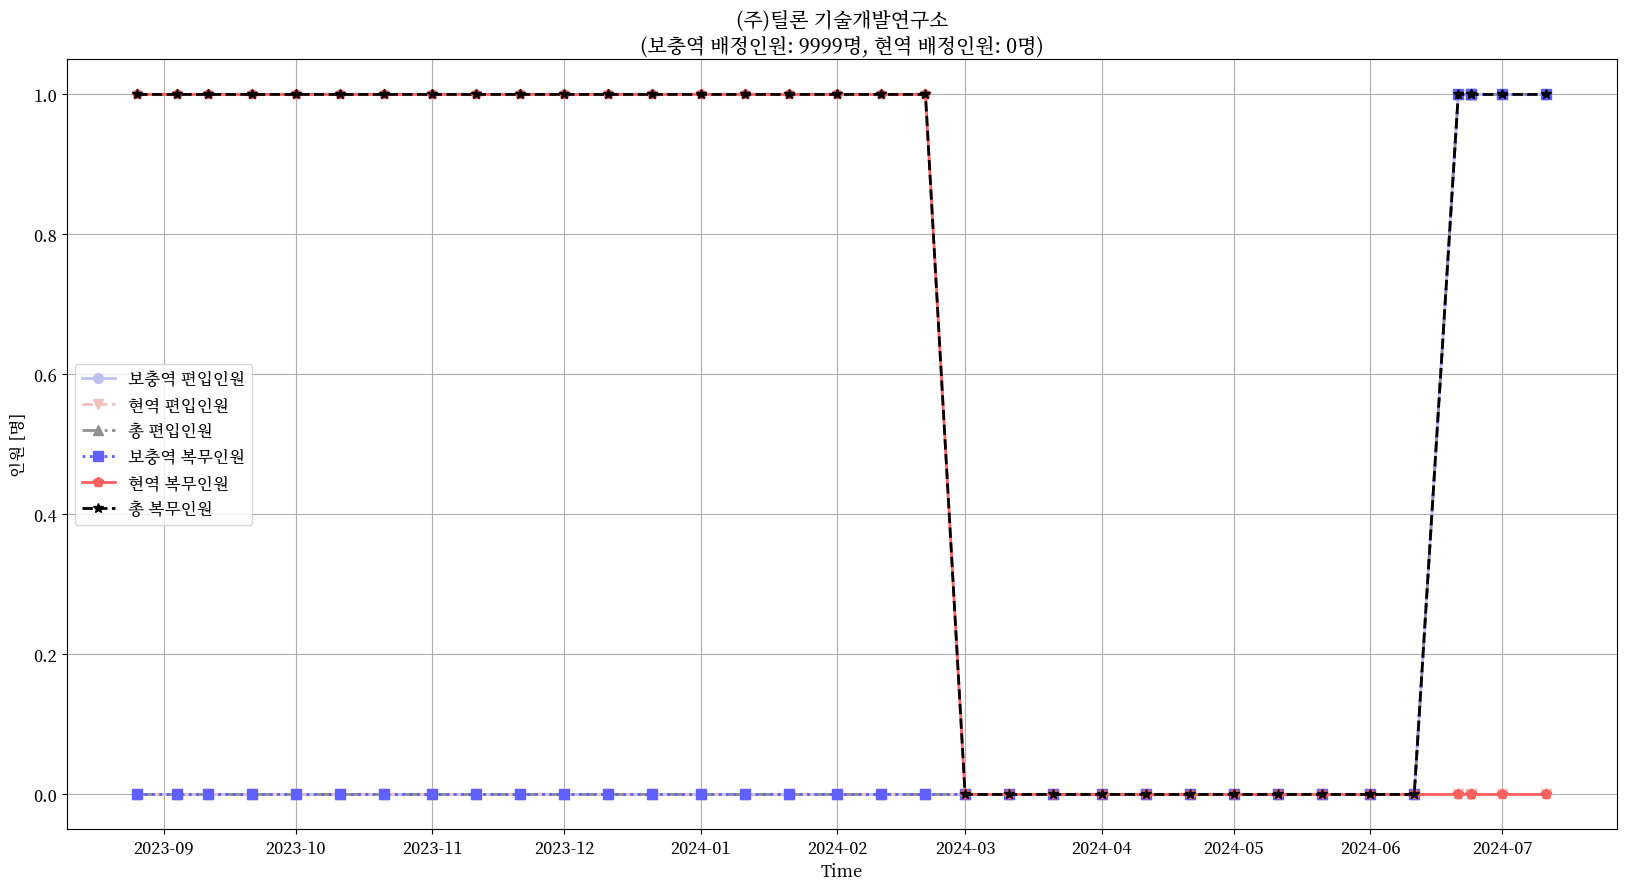 (주)틸론 기술개발연구소
(보충역 배정인원: 9999명, 현역 배정인원: 0명)
1.0
0.8
0.6
0.4
0.2
0.0
인원 [명]
보충역 편입인원
현역 편입인원
총 편입인원
보충역 복무인원
현역 복무인원
총 복무인원
2023-09 2023-10 2023-11 2023-12 2024-01 2024-02 2024-03 2024-04 2024-05 2024-06 2024-07
Time